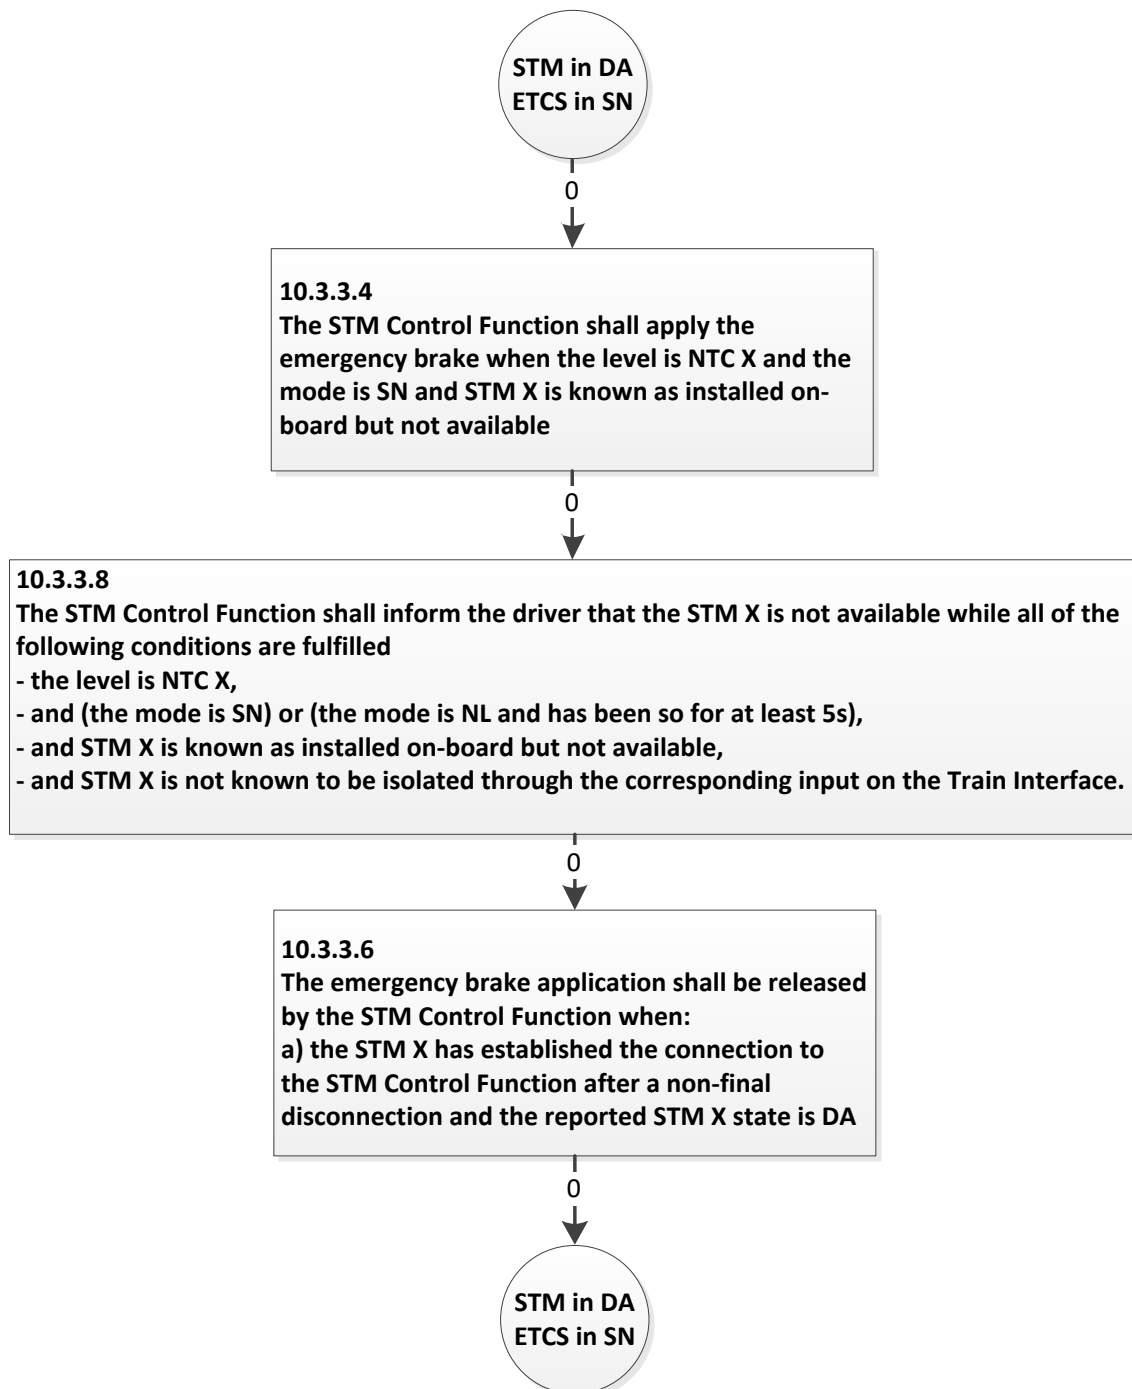 STM in DA
ETCS in SN
0
10.3.3.4
The STM Control Function shall apply the
emergency brake when the level is NTC X and the
mode is SN and STM X is known as installed on-
board but not available
0
10.3.3.8
The STM Control Function shall inform the driver that the STM X is not available while all of the
following conditions are fulfilled
- the level is NTC X,
- and (the mode is SN) or (the mode is NL and has been so for at least 5s),
- and STM X is known as installed on-board but not available,
- and STM X is not known to be isolated through the corresponding input on the Train Interface.
0
10.3.3.6
The emergency brake application shall be released
by the STM Control Function when:
a) the STM X has established the connection to
the STM Control Function after a non-final
disconnection and the reported STM X state is DA
0
STM in DA
ETCS in SN